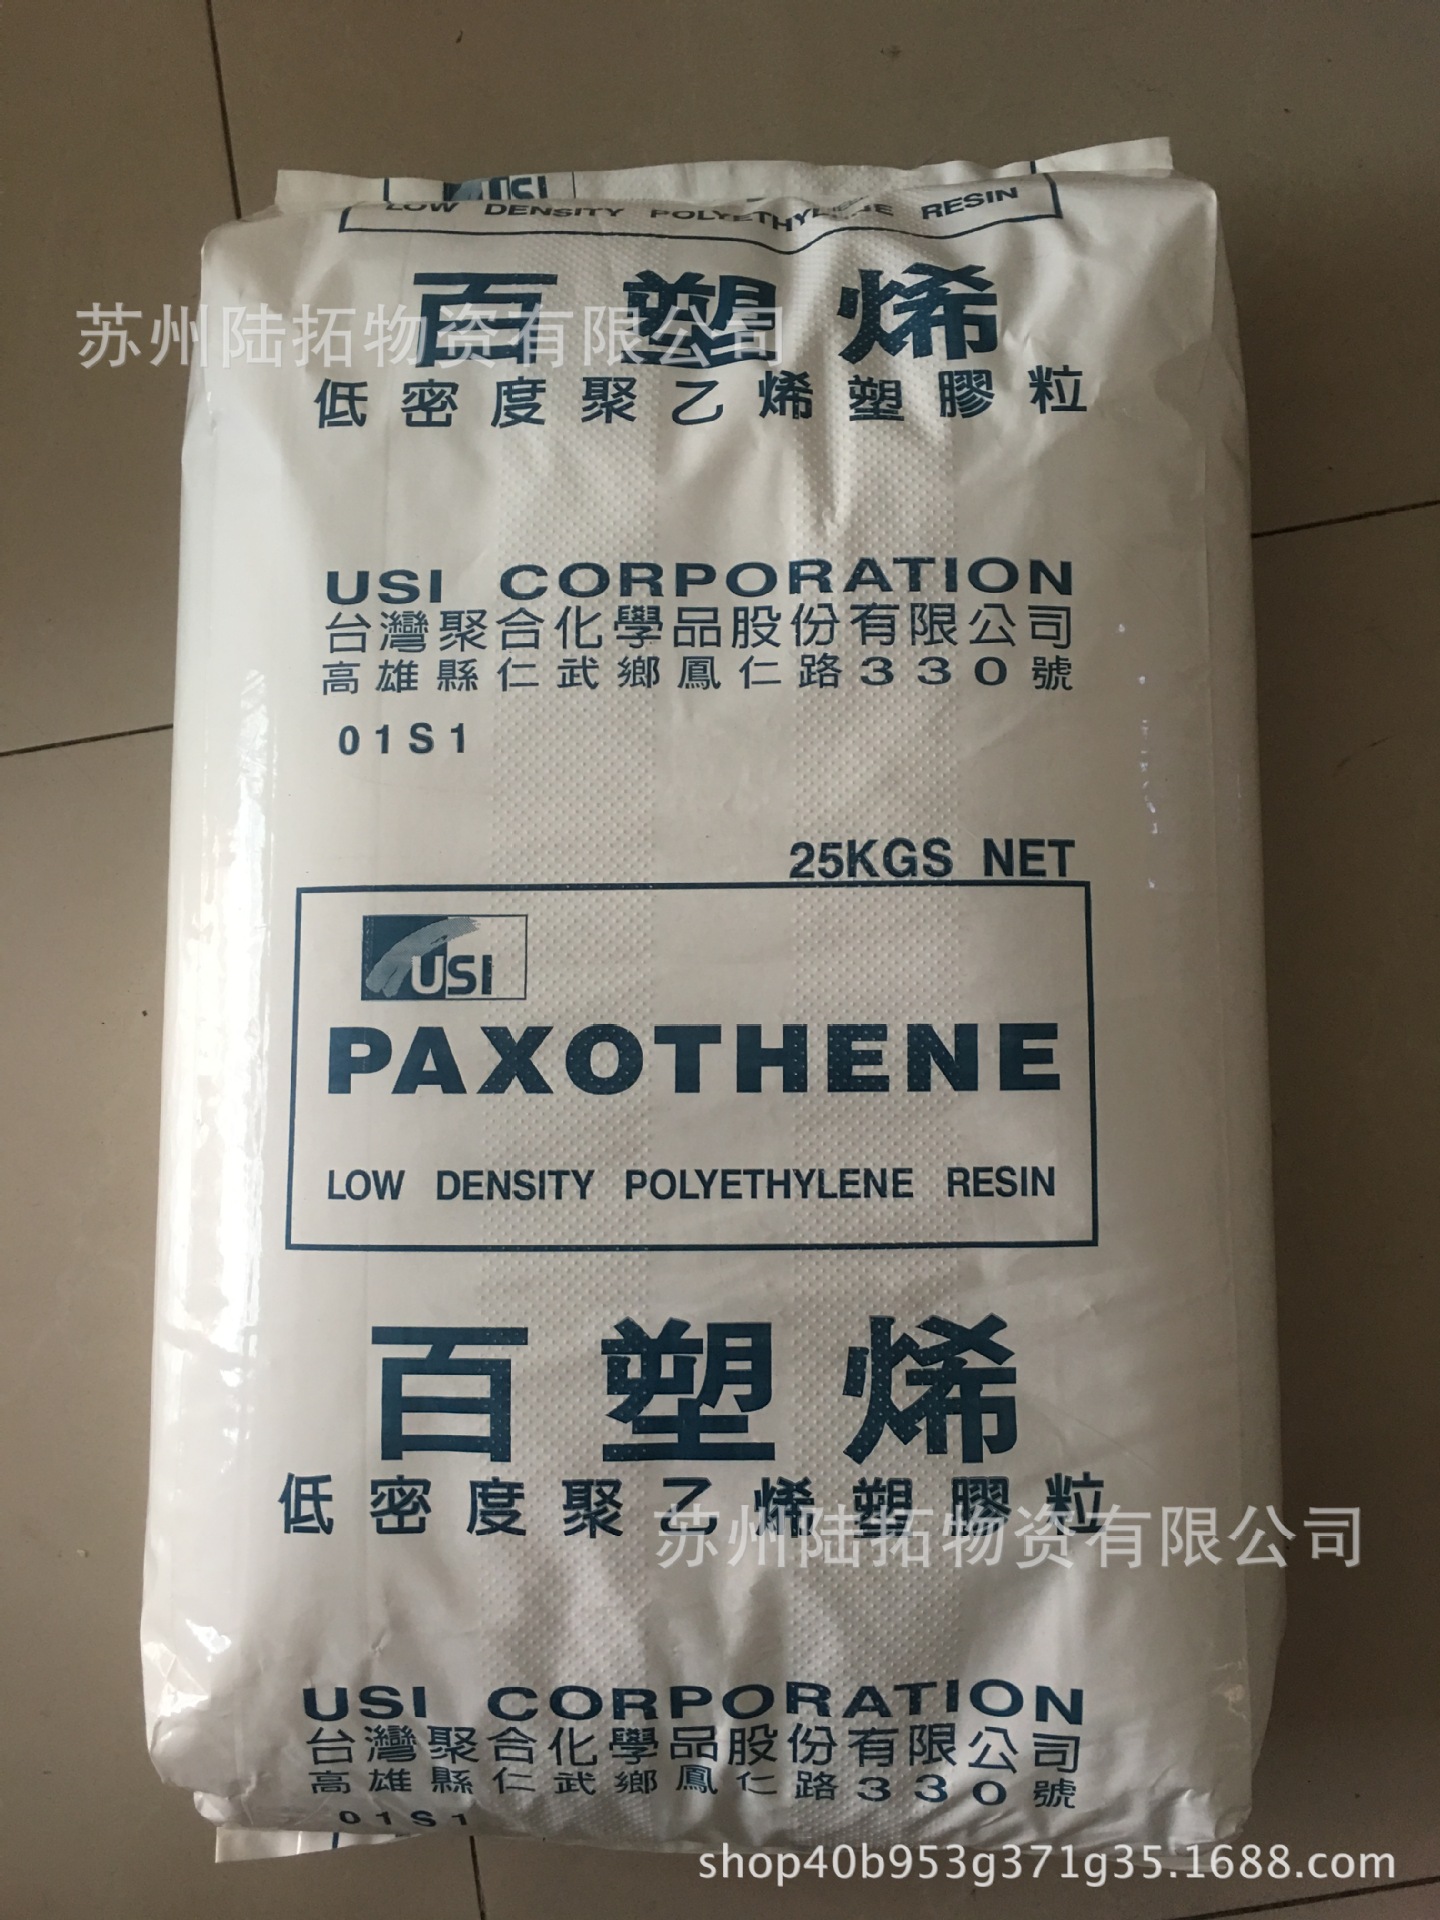 USI
LOW DENSITY POLYETHYLENE RESIN
百塑烯
苏州陆拓物资有限公司
低密度聚乙烯塑膠粒
USI CORPORATION
台灣聚合化學品股份有限公司
高雄縣仁武鄉鳳仁路330號
01S1
25KGS NET
USI
PAXOTHENE
LOW DENSITY POLYETHYLENE RESIN
百塑烯
低密度聚乙烯塑膠粒
苏州陆拓物资有限公司
USI CORPORATION
台灣聚合化學品股份有限公司
高雄縣仁武鄉鳳仁路330號
01S1
shop40b953g371g35.1688.com